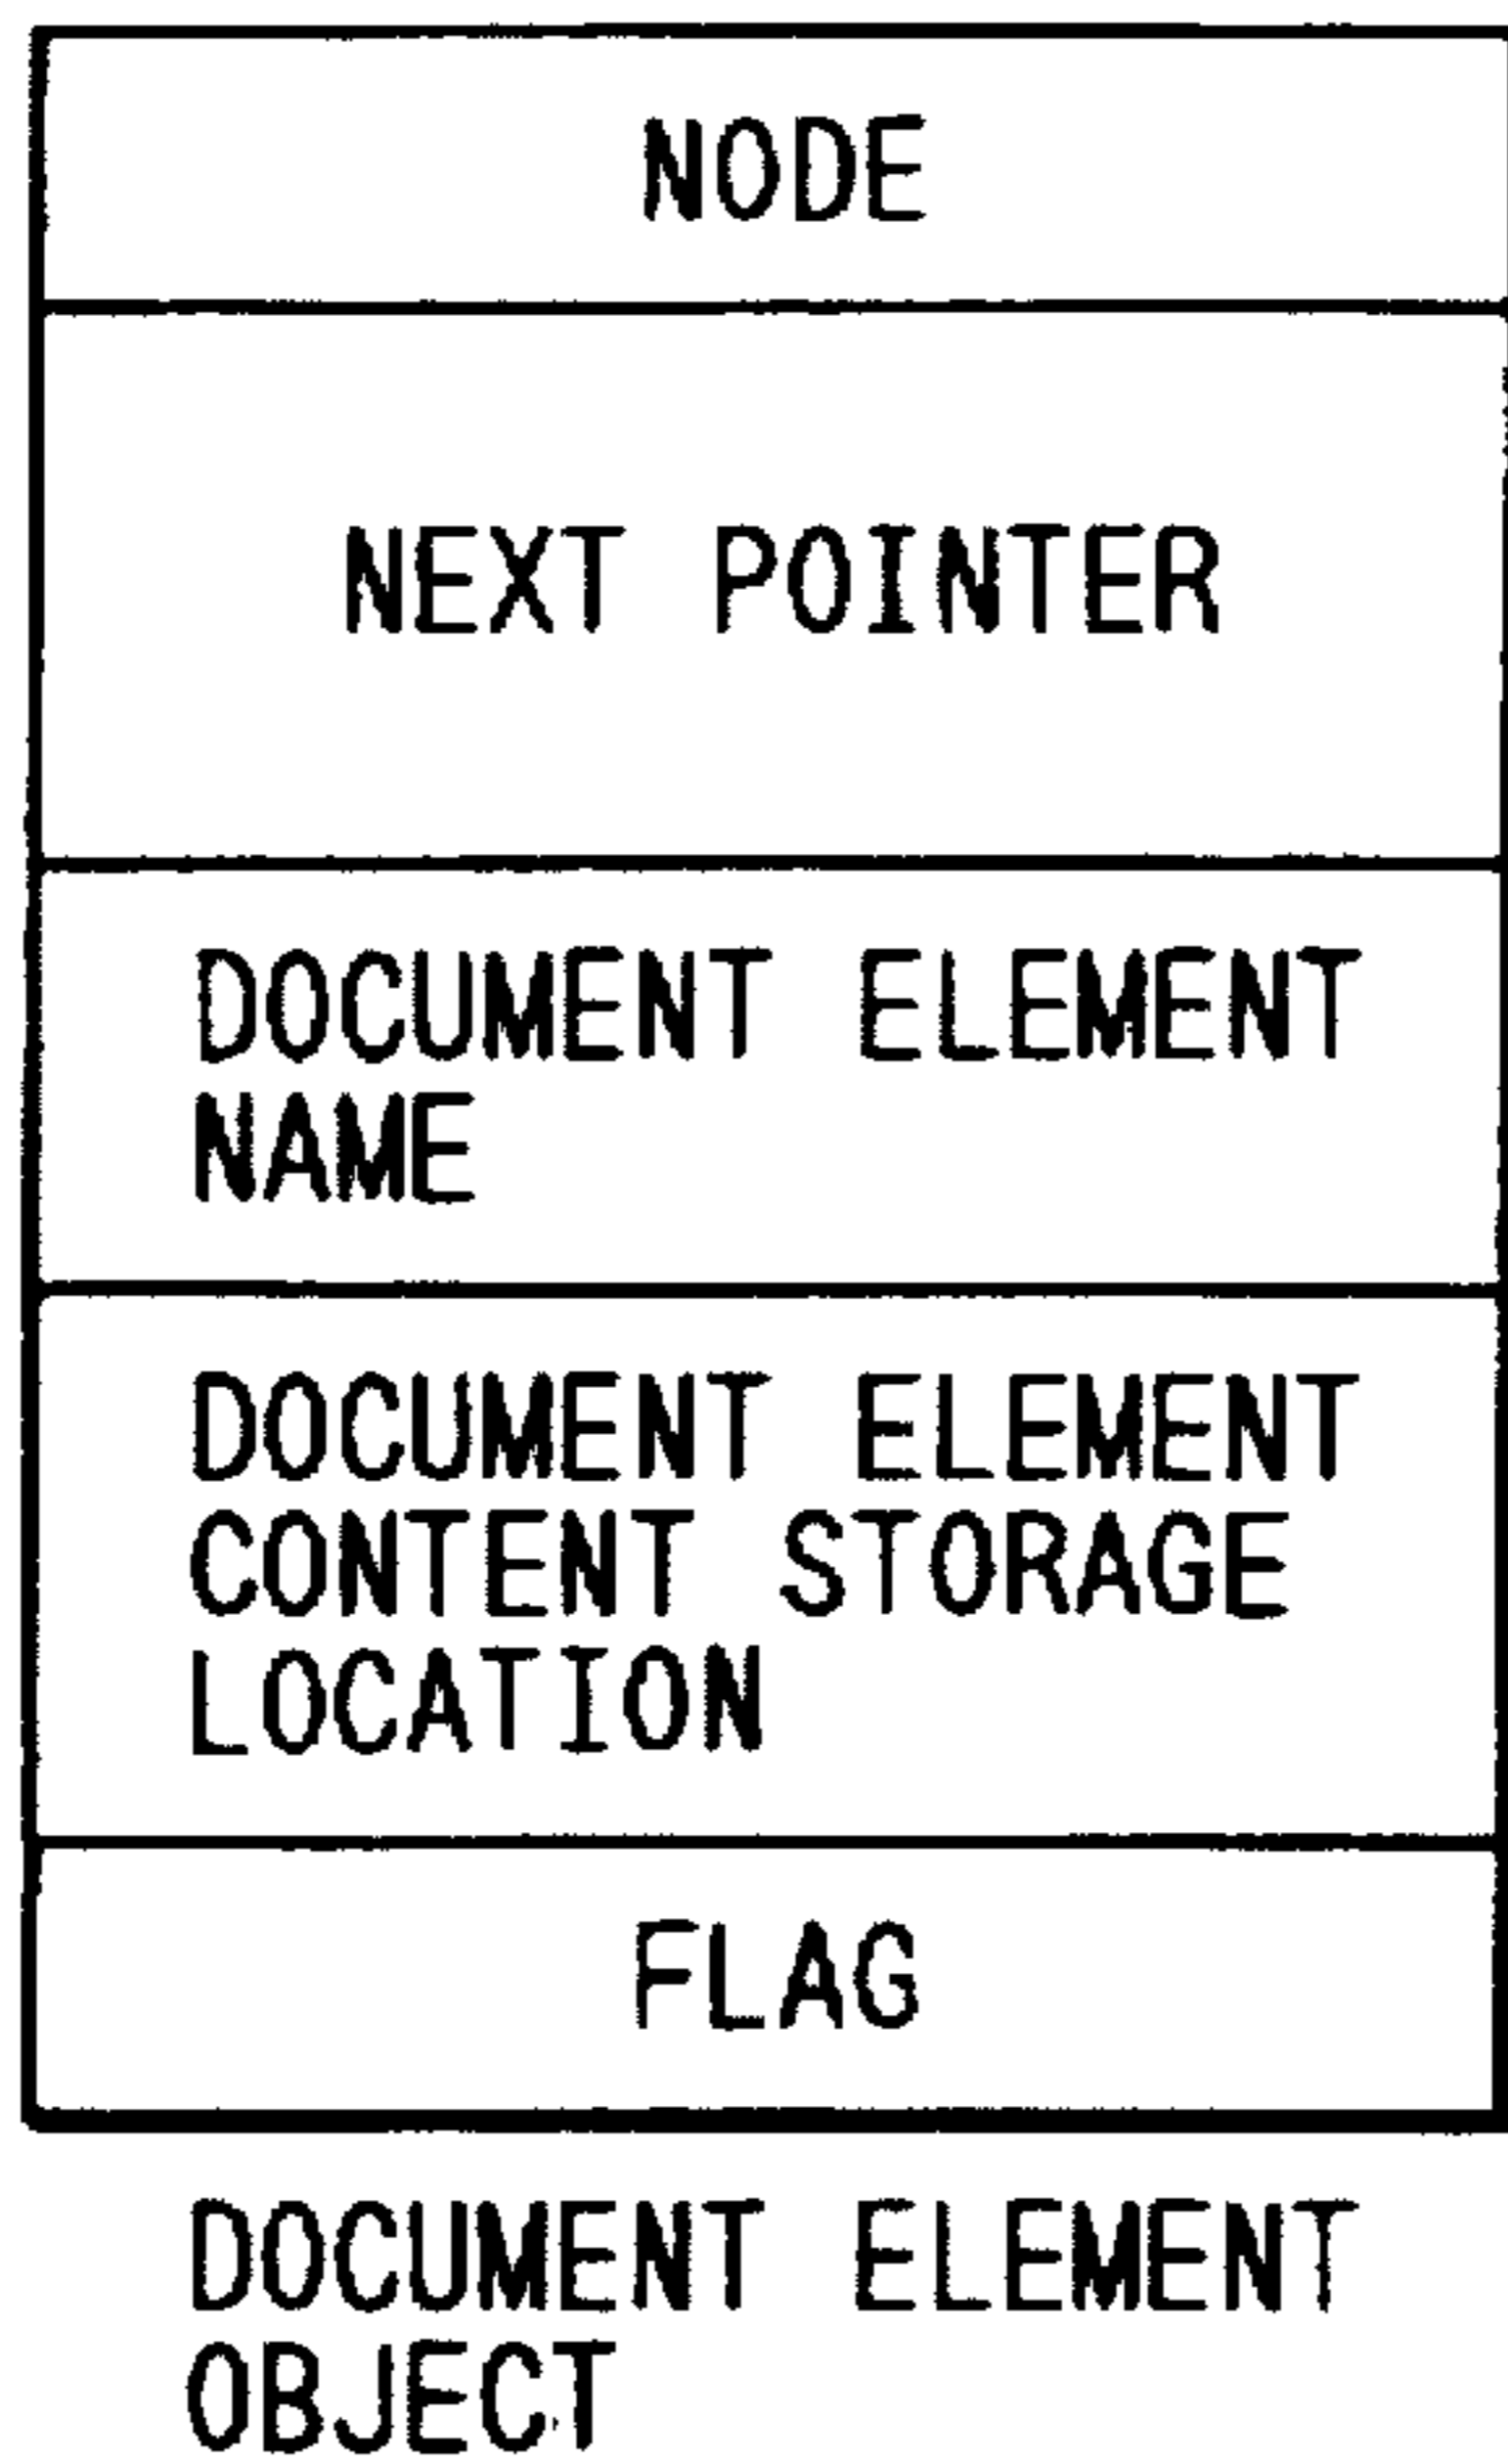 NODE
NEXT POINTER
DOCUMENT ELEMENT
NAME
DOCUMENT ELEMENT
CONTENT STORAGE
LOCATION
FLAG
DOCUMENT ELEMENT
OBJECT